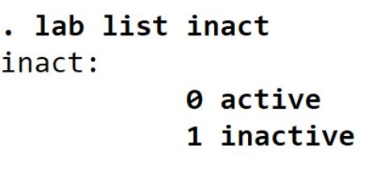 . lab list inact
inact:
0 active
1 inactive